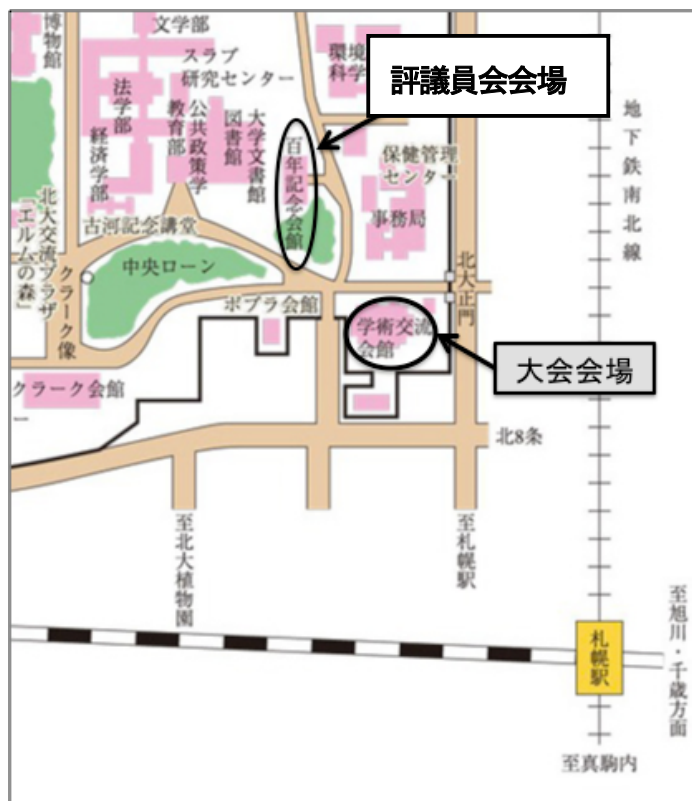 博物館
文学部
スラブ
研究センター
環境
科学
評議員会会場
法学部
経済学部
教育部
公共政策学
図書館
大学文書館
百年記念会館
保健管理
センター
事務局
地下鉄南北線
北大交流プラザ
「エルムの森」
古河記念講堂
クラーク像
中央ローン
ポプラ会館
北大正門
学術交流
会館
大会会場
クラーク会館
北8条
至北大植物園
至札幌駅
札幌駅
至旭川・千歳方面
至真駒内